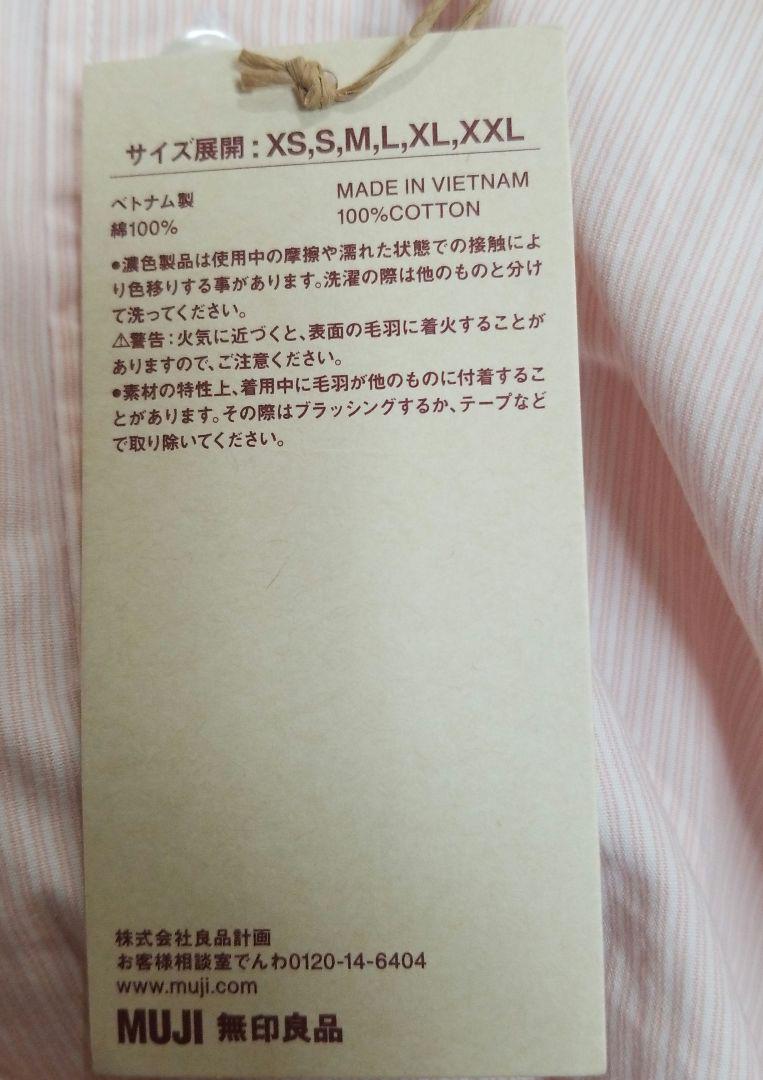 サイズ展開：XS,S,M,L,XL,XXL
ベトナム製 MADE IN VIETNAM
綿100% 100%COTTON
●濃色製品は使用中の摩擦や濡れた状態での接触によ
り色移りする事があります。洗濯の際は他のものと分け
て洗ってください。
⚠警告：火気に近づくと、表面の毛羽に着火することが
ありますので、ご注意ください。
●素材の特性上、着用中に毛羽が他のものに付着するこ
とがあります。その際はブラッシングするか、テープなど
で取り除いてください。
株式会社良品計画
お客様相談室でんわ0120-14-6404
www.muji.com
MUJI 無印良品